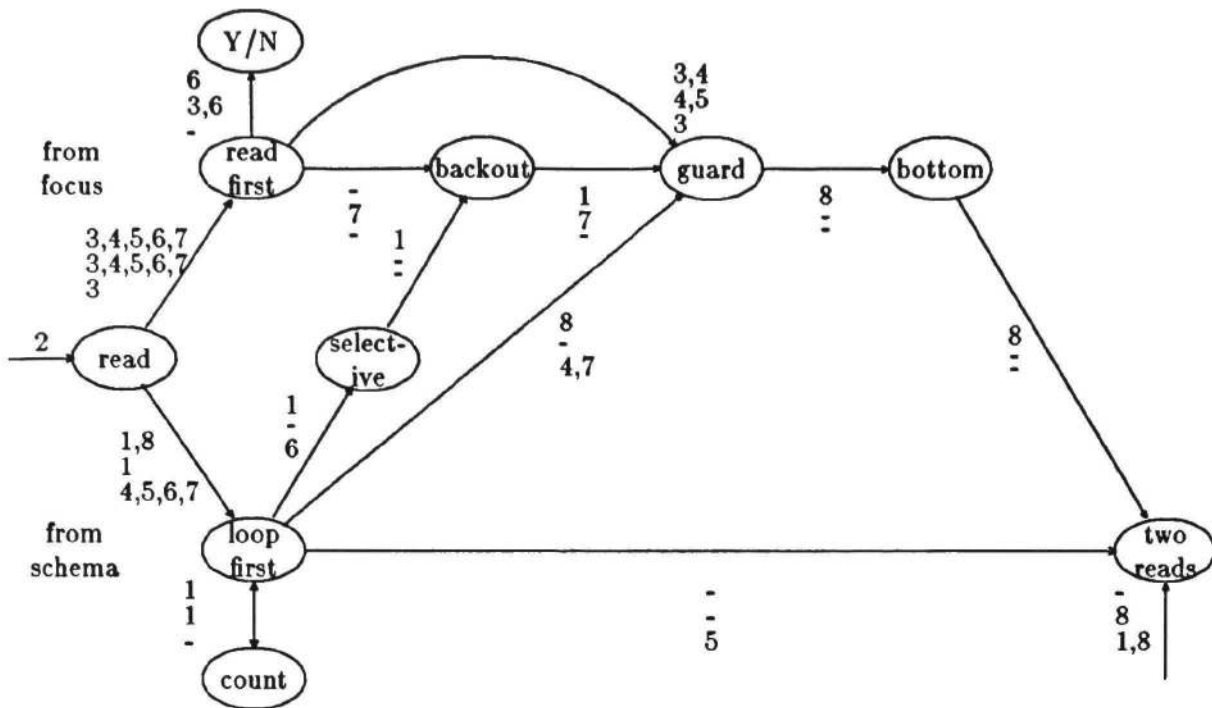 Y/N
6
3,6
-
3,4
4,5
3
from
focus
read
first
backout
guard
bottom
-
7
-
1
7
-
8
-
-
3,4,5,6,7
3,4,5,6,7
3
1
-
-
2
read
select-
ive
8
-
4,7
8
-
-
1
-
6
1,8
1
4,5,6,7
from
schema
loop
first
two
reads
1
1
-
-
-
5
-
8
1,8
count